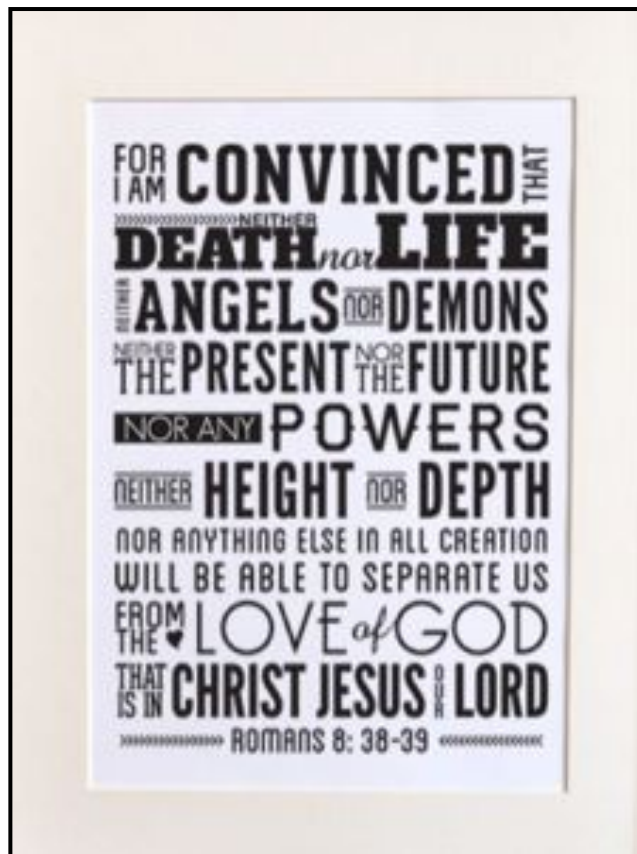 FOR I AM CONVINCED THAT
NEITHER
DEATH nor LIFE
NEITHER ANGELS NOR DEMONS
NEITHER THE PRESENT NOR THE FUTURE
NOR ANY POWERS
NEITHER HEIGHT NOR DEPTH
NOR ANYTHING ELSE IN ALL CREATION
WILL BE ABLE TO SEPARATE US
FROM THE LOVE of GOD
THAT IS IN CHRIST JESUS OUR LORD
ROMANS 8: 38-39